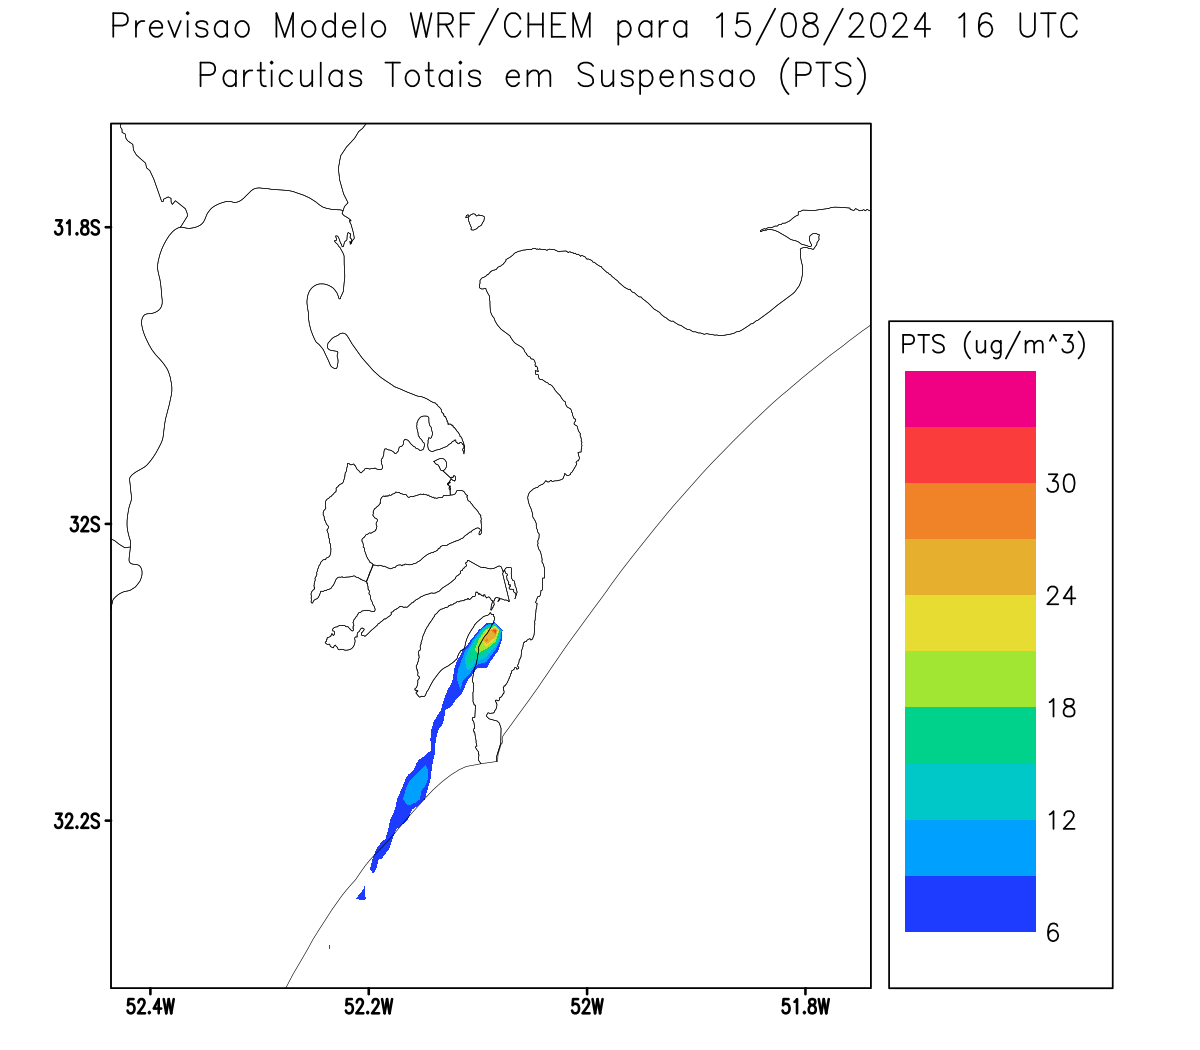 Previsao Modelo WRF/CHEM para 15/08/2024 16 UTC
Particulas Totais em Suspensao (PTS)
31.8S
32S
32.2S
52.4W
52.2W
52W
51.8W
PTS (ug/m^3)
30
24
18
12
6